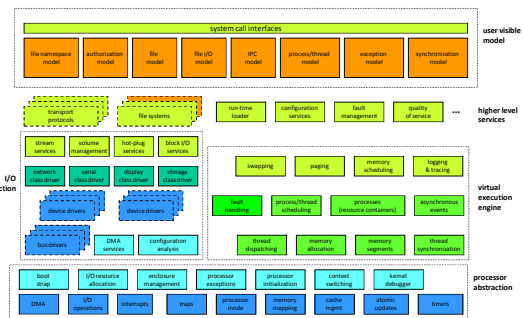 system call interfaces
user visible
model
file namespace
model
authorization
model
file
model
file I/O
model
IPC
model
process/thread
model
exception
model
synchronization
model
transport
protocols
file systems
run-time
loader
configuration
services
fault
management
quality
of service
...
higher level
services
stream
services
volume
management
hot-plug
services
block I/O
services
I/O
ction
network
class driver
serial
class driver
display
class driver
storage
class driver
device drivers
device drivers
bus drivers
DMA
services
configuration
analysis
swapping
paging
memory
scheduling
logging
& tracing
fault
handling
process/thread
scheduling
processes
(resource containers)
asynchronous
events
thread
dispatching
memory
allocation
memory
segments
thread
synchronization
virtual
execution
engine
boot
strap
I/O resource
allocation
enclosure
management
processor
exceptions
processor
initialization
context
switching
kernel
debugger
processor
abstraction
DMA
I/O
operations
interrupts
traps
processor
mode
memory
mapping
cache
mgmt
atomic
updates
timers